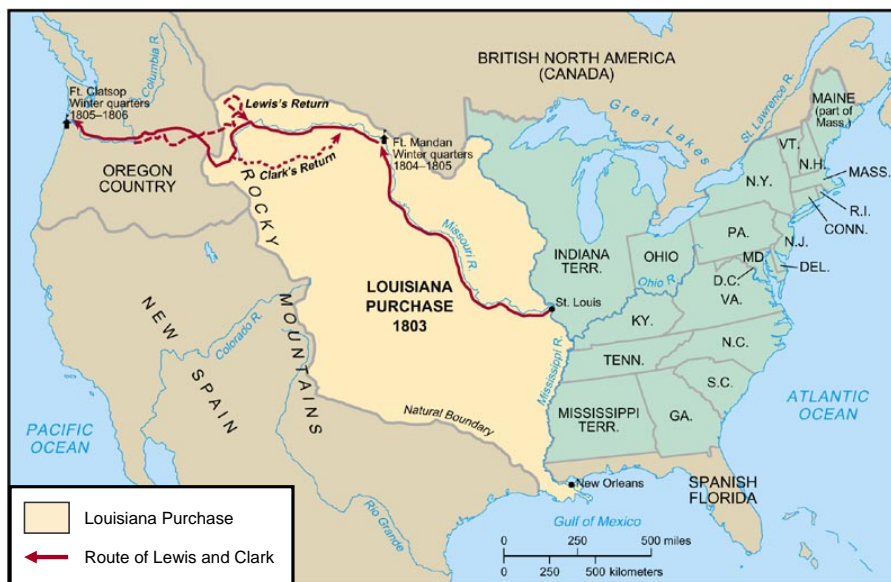 BRITISH NORTH AMERICA
(CANADA)
Columbia R.
Ft. Clatsop
Winter quarters
1805–1806
Lewis's Return
Great Lakes
St. Lawrence R.
MAINE
(part of
Mass.)
Ft. Mandan
Winter quarters
1804–1805
VT.
N.H.
MASS.
OREGON
COUNTRY
Clark's Return
N.Y.
R.I.
CONN.
ROCKY
MOUNTAINS
Missouri R.
PA.
N.J.
INDIANA
TERR.
OHIO
MD.
DEL.
D.C.
Ohio R.
VA.
LOUISIANA
PURCHASE
1803
St. Louis
KY.
NEW
SPAIN
Colorado R.
N.C.
TENN.
Mississippi R.
S.C.
ATLANTIC
OCEAN
PACIFIC
OCEAN
Natural Boundary
MISSISSIPPI
TERR.
GA.
New Orleans
SPANISH
FLORIDA
Rio Grande
Gulf of Mexico
Louisiana Purchase
Route of Lewis and Clark
0 250 500 miles
0 250 500 kilometers